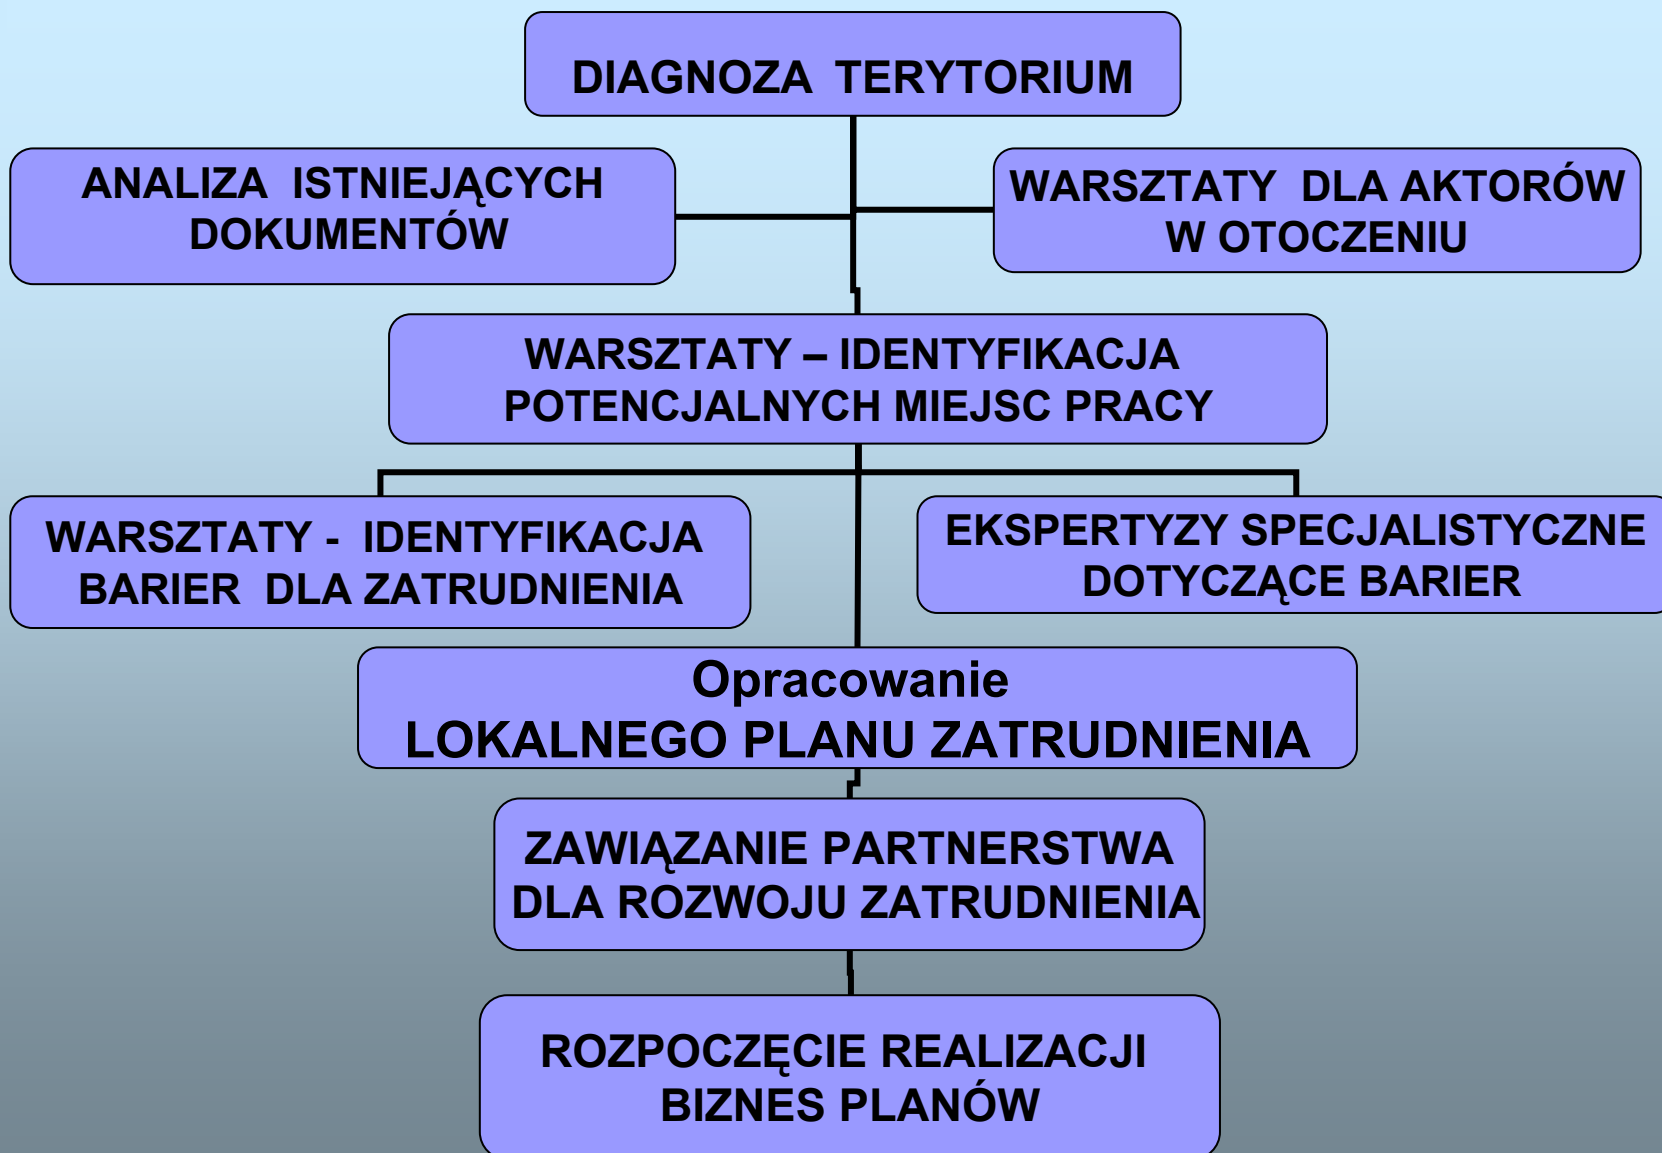 DIAGNOZA TERYTORIUM
ANALIZA ISTNIEJĄCYCH
DOKUMENTÓW
WARSZTATY DLA AKTORÓW
W OTOCZENIU
WARSZTATY – IDENTYFIKACJA
POTENCJALNYCH MIEJSC PRACY
WARSZTATY - IDENTYFIKACJA
BARIER DLA ZATRUDNIENIA
EKSPERTYZY SPECJALISTYCZNE
DOTYCZĄCE BARIER
Opracowanie
LOKALNEGO PLANU ZATRUDNIENIA
ZAWIĄZANIE PARTNERSTWA
DLA ROZWOJU ZATRUDNIENIA
ROZPOCZĘCIE REALIZACJI
BIZNES PLANÓW